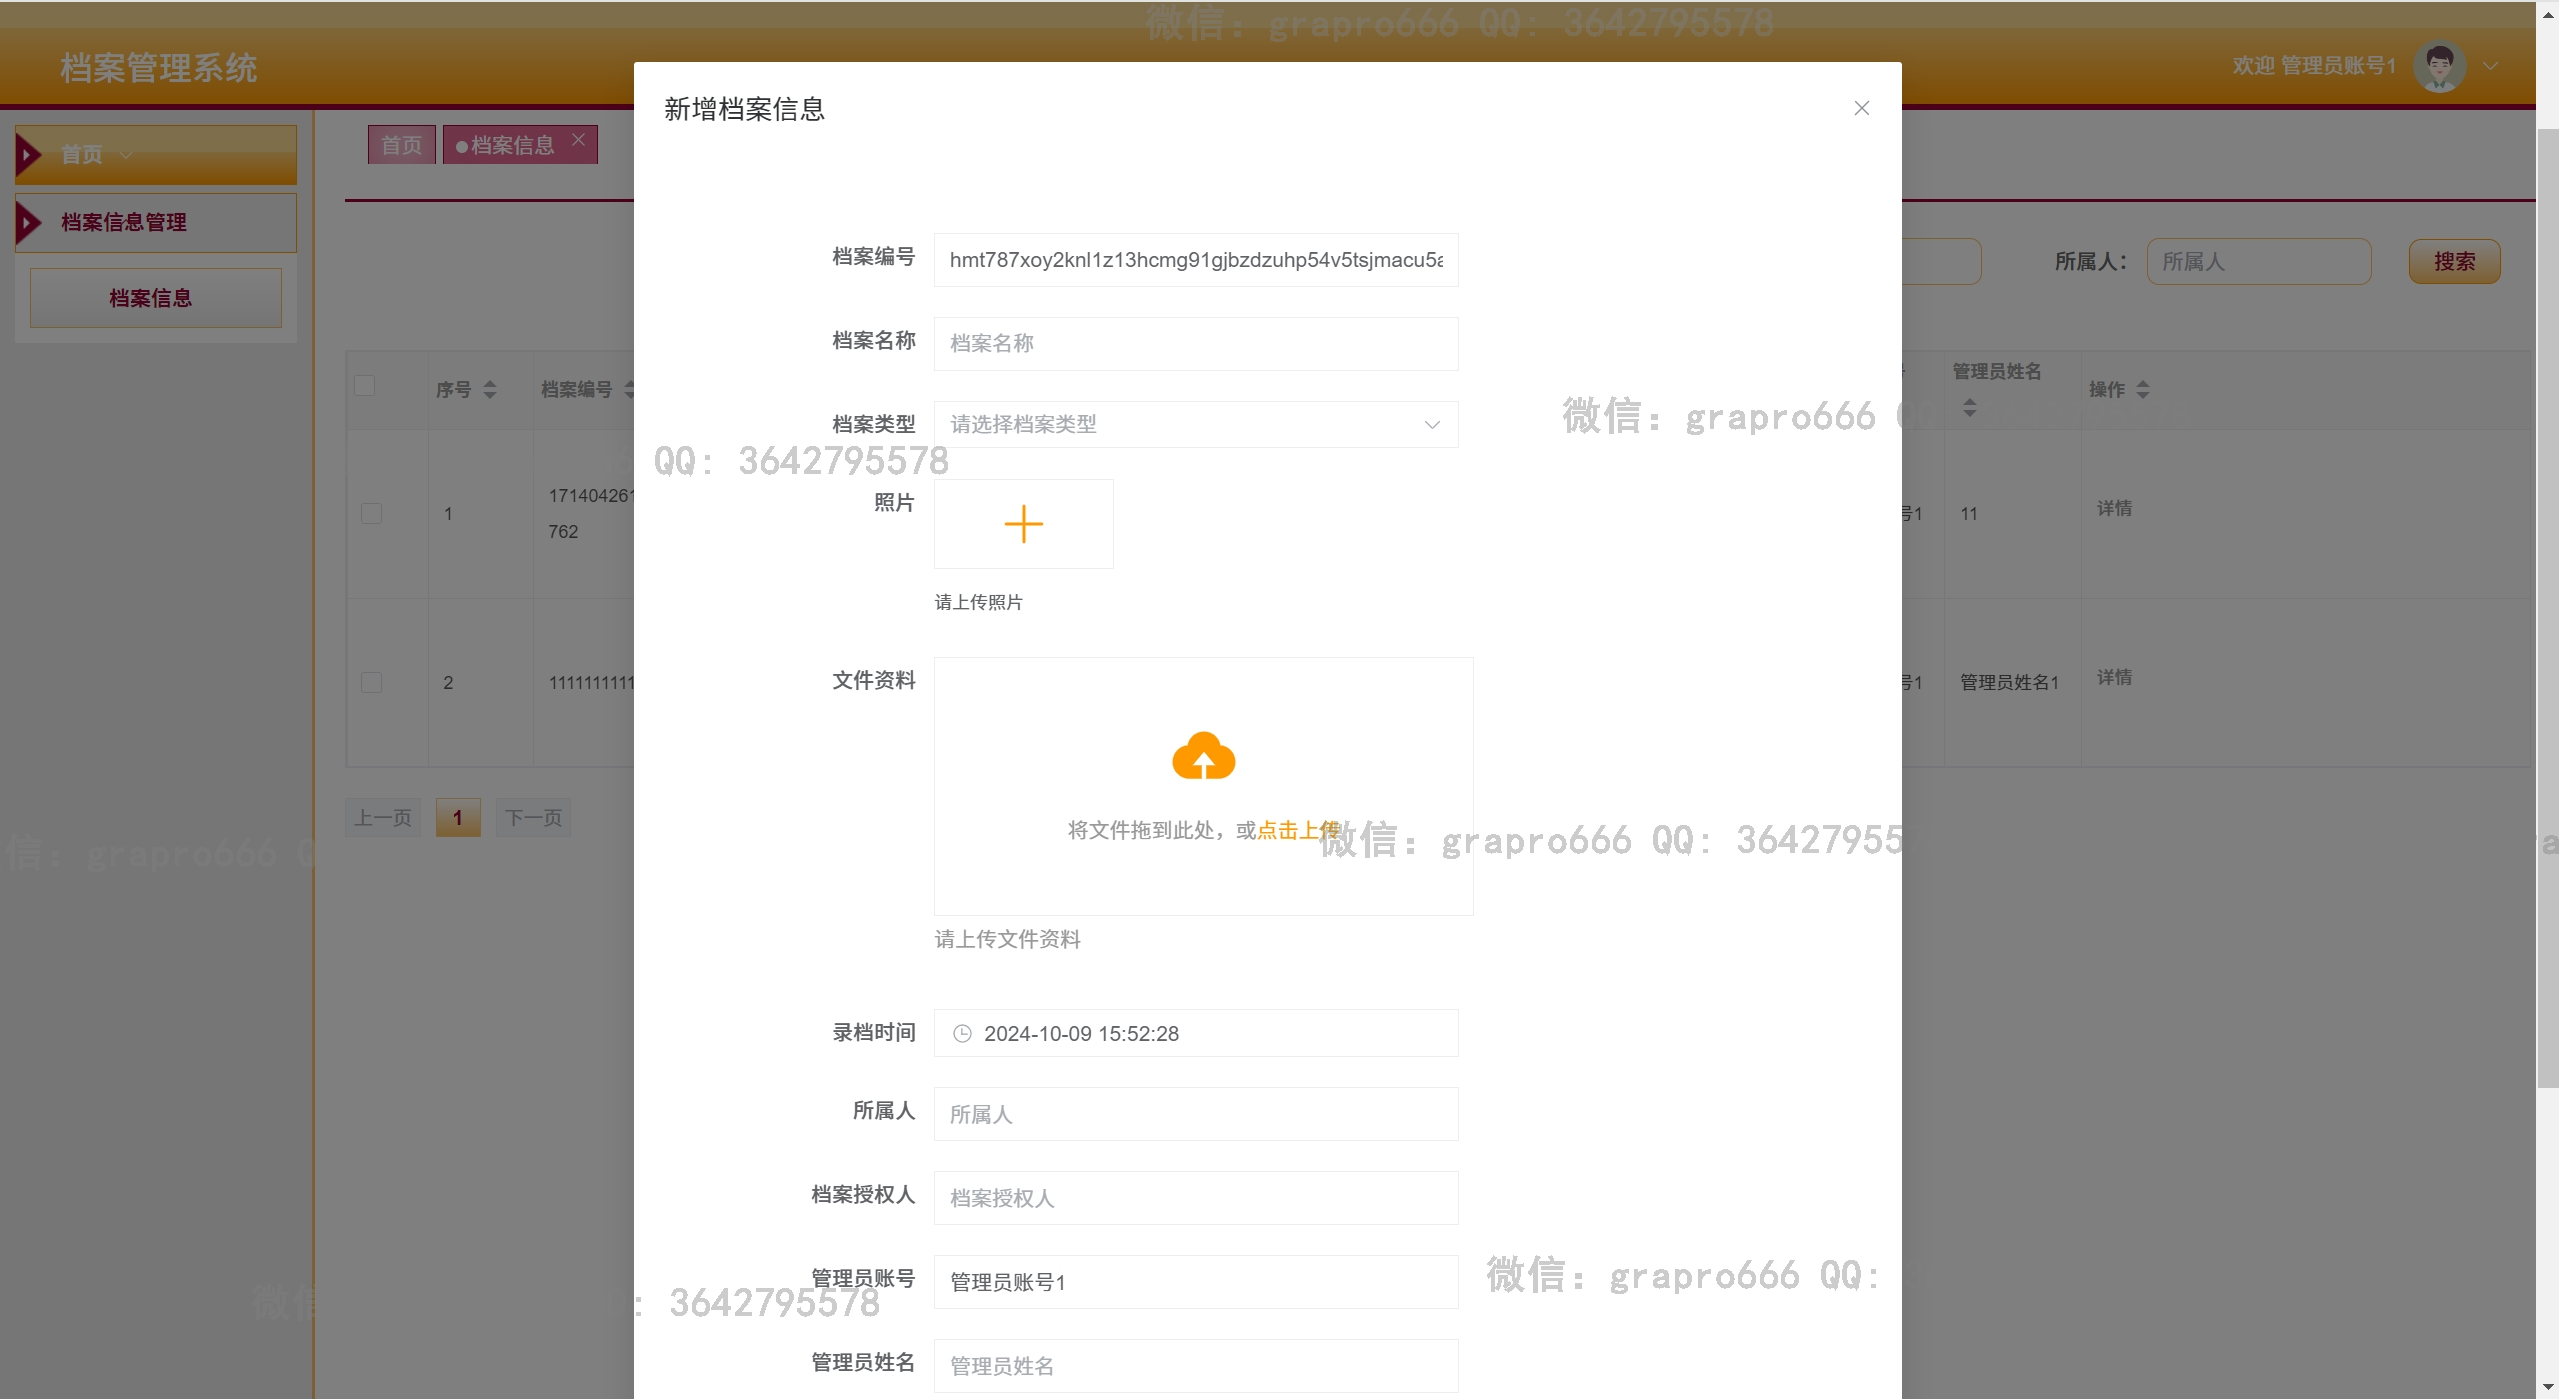 微信：grapro666 QQ：3642795578
档案管理系统
欢迎 管理员账号1
首页
档案信息管理
档案信息
首页
档案信息
所属人：
所属人
搜索
序号
档案编号
管理员姓名
操作
1
171404261
762
号1
11
详情
2
1111111111
号1
管理员姓名1
详情
上一页
1
下一页
新增档案信息
档案编号
hmt787xoy2knl1z13hcmg91gjbzdzuhp54v5tsjmacu5a
档案名称
档案名称
档案类型
请选择档案类型
微信：grapro666 Q
QQ：3642795578
照片
请上传照片
文件资料
将文件拖到此处，或点击上传
微信：grapro666 QQ：36427955
信：grapro666 Q
请上传文件资料
录档时间
2024-10-09 15:52:28
所属人
所属人
档案授权人
档案授权人
管理员账号
管理员账号1
微信：grapro666 QQ：
微信
：3642795578
管理员姓名
管理员姓名